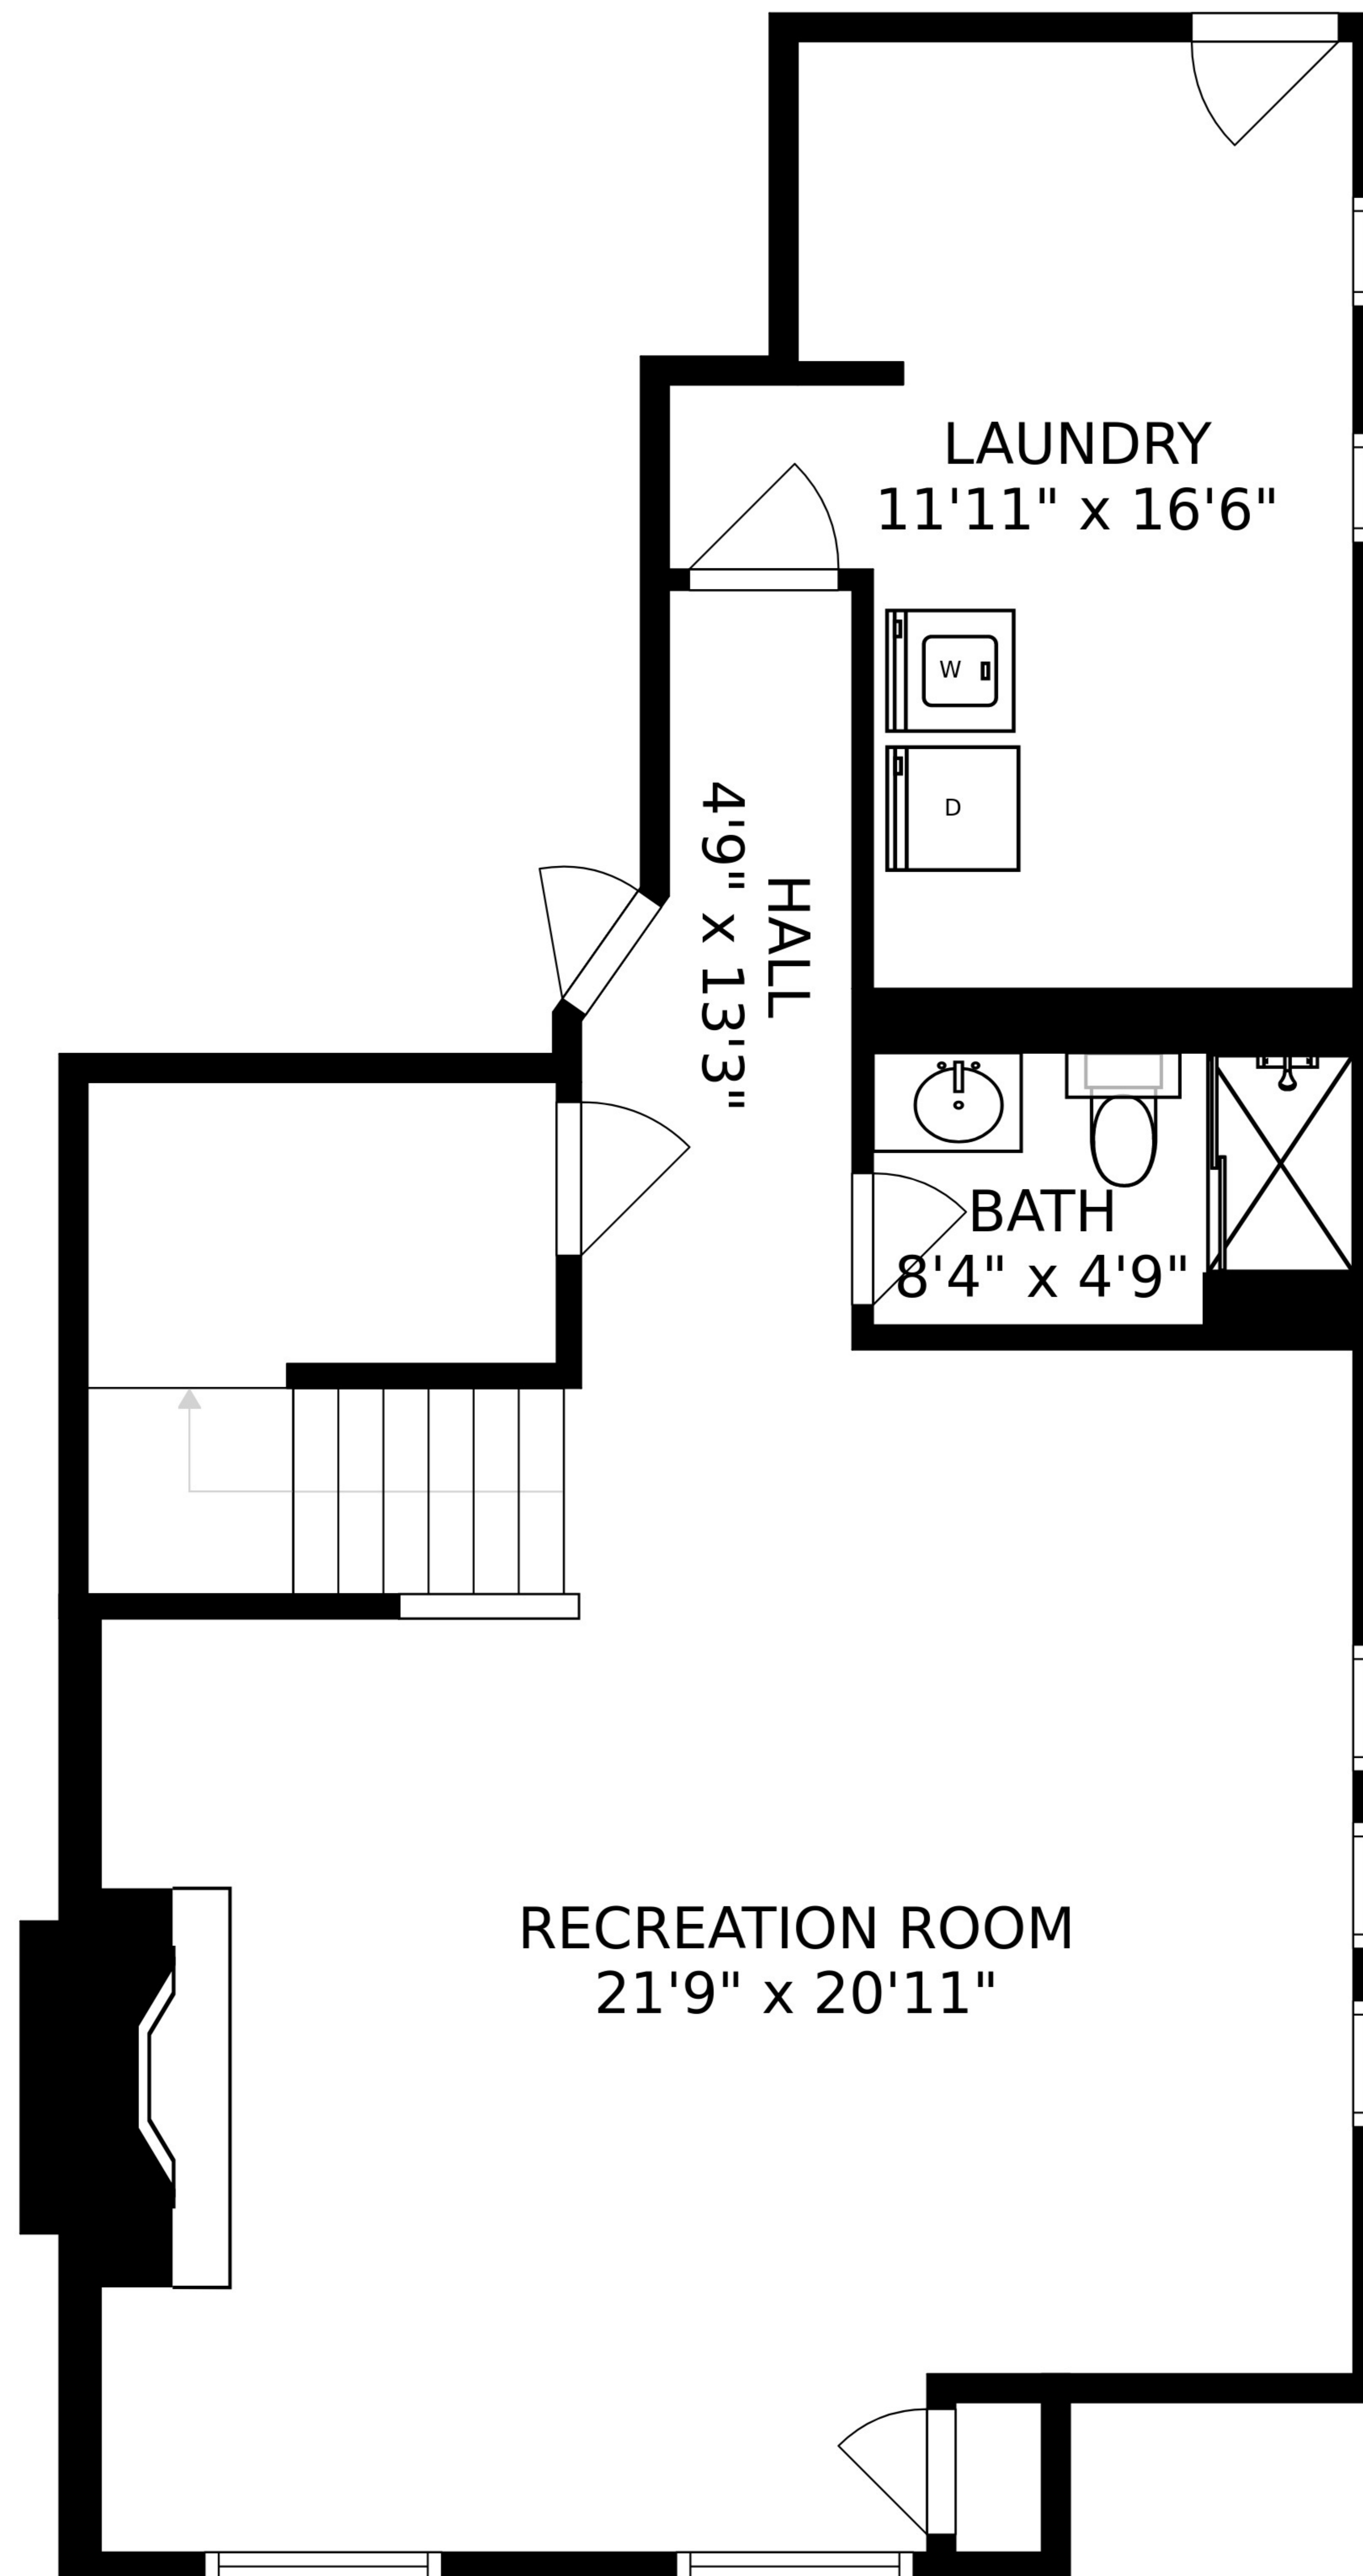 LAUNDRY
11'11" x 16'6"
W
D
HALL
4'9" x 13'3"
BATH
8'4" x 4'9"
RECREATION ROOM
21'9" x 20'11"